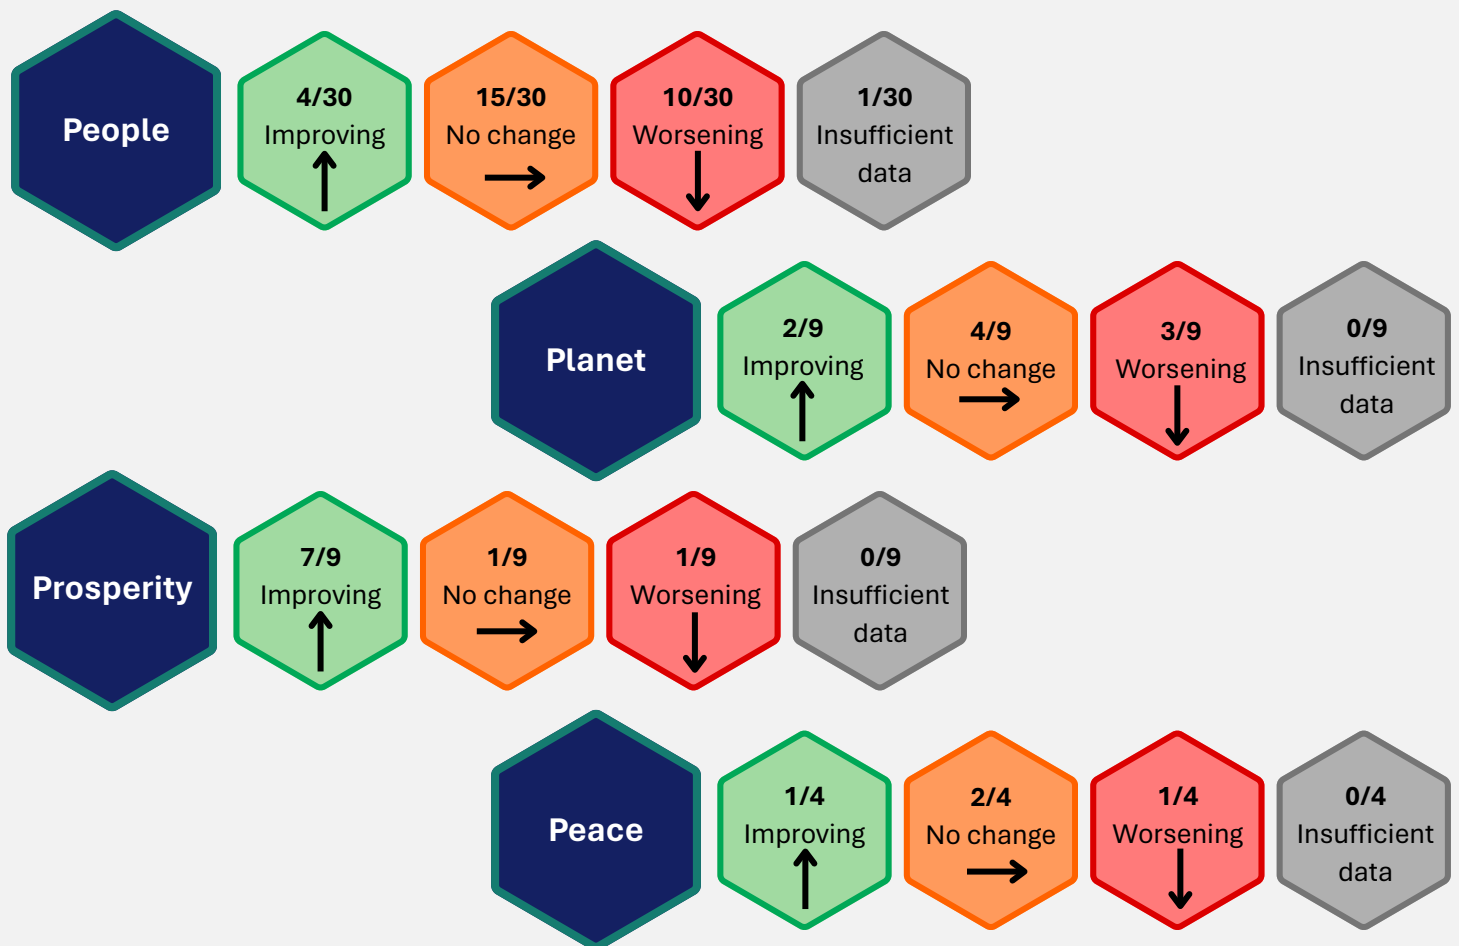 People
4/30
Improving
15/30
No change
10/30
Worsening
1/30
Insufficient
data
Planet
2/9
Improving
4/9
No change
3/9
Worsening
0/9
Insufficient
data
Prosperity
7/9
Improving
1/9
No change
1/9
Worsening
0/9
Insufficient
data
Peace
1/4
Improving
2/4
No change
1/4
Worsening
0/4
Insufficient
data